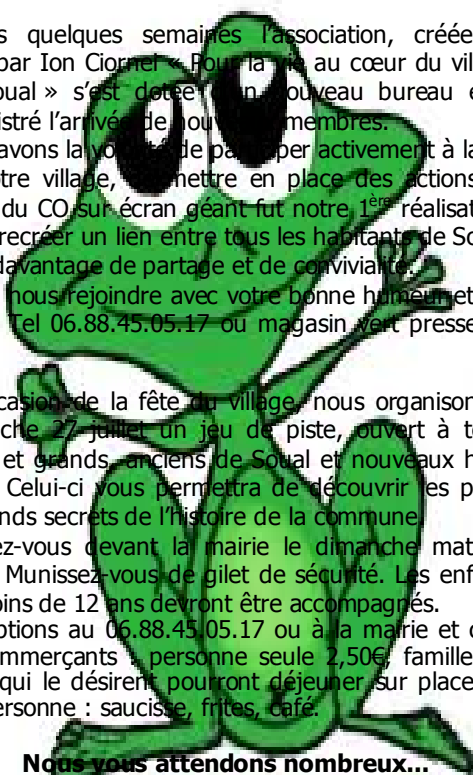 s quelques semaines l'association, créée
par Ion Ciornei « Pour la vie au cœur du vil
oual » s'est dotée d'un nouveau bureau e
istré l'arrivée de nouveaux membres.
avons la volonté de participer activement à la
otre village, mettre en place des actions
du CO sur écran géant fut notre 1ère réalisat
recréer un lien entre tous les habitants de So
davantage de partage et de convivialité.
nous rejoindre avec votre bonne humeur et
Tel 06.88.45.05.17 ou magasin vert presse
casion de la fête du village, nous organison
che 27 juillet un jeu de piste, ouvert à t
et grands, anciens de Soual et nouveaux h
Celui-ci vous permettra de découvrir les p
nds secrets de l'histoire de la commune.
ez-vous devant la mairie le dimanche mat
Munissez-vous de gilet de sécurité. Les enf
oins de 12 ans devront être accompagnés.
ptions au 06.88.45.05.17 ou à la mairie et c
mmerçants : personne seule 2,50€, famille
qui le désirent pourront déjeuner sur place
ersonne : saucisse, frites, café.
Nous vous attendons nombreux...